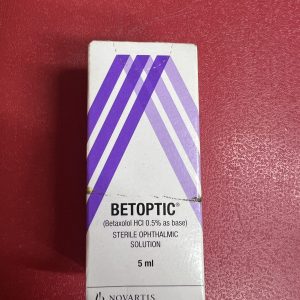 BETOPTIC®
(Betaxolol HCl 0.5% as base)
STERILE OPHTHALMIC
SOLUTION
5 ml
NOVARTIS